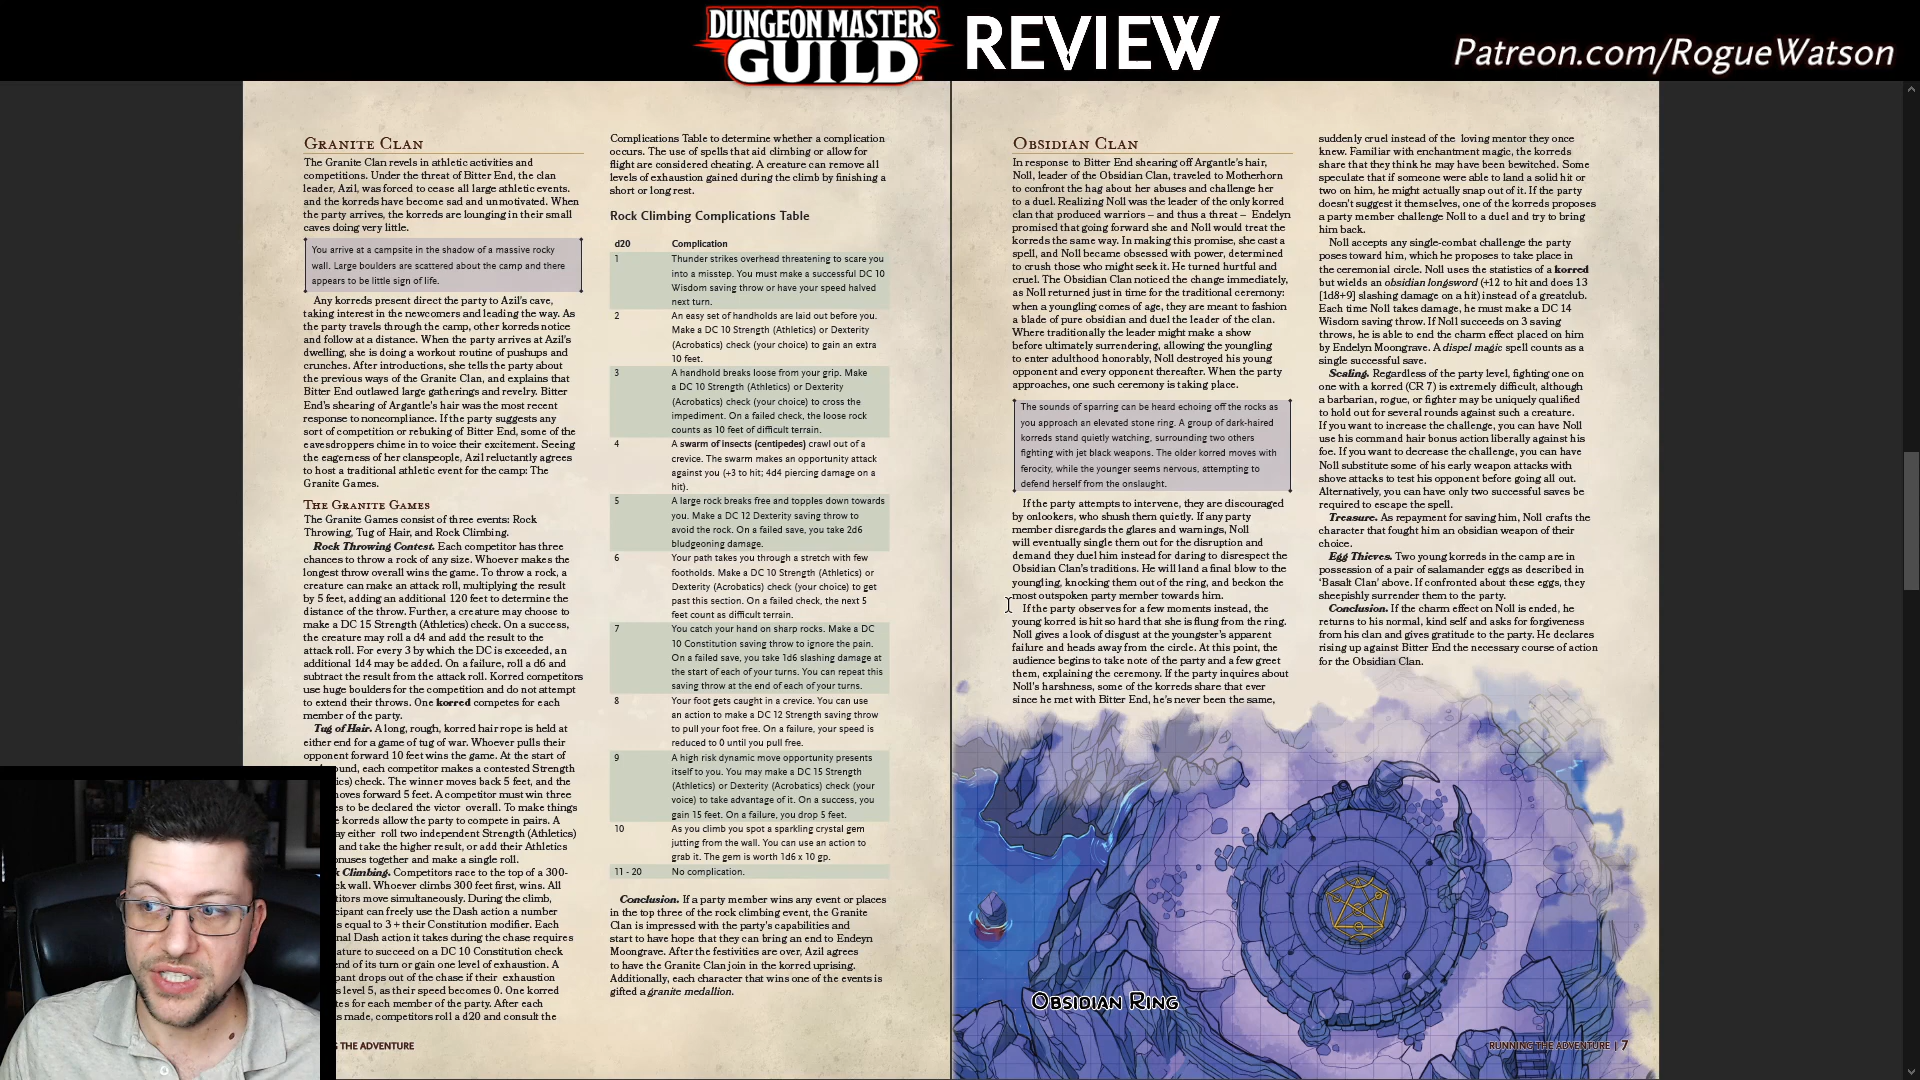 DUNGEON MASTERS
GUILD
REVIEW
Patreon.com/RogueWatson
GRANITE CLAN
The Granite Clan revels in athletic activities and
competitions. Under the threat of Bitter End, the clan
leader, Azil, was forced to cease all large athletic events.
and the korreds have become sad and unmotivated. When
the party arrives, the korreds are lounging in their small
caves doing very little.
You arrive at a campsite in the shadow of a massive rocky
wall. Large boulders are scattered about the camp and there
appears to be little sign of life.
Any korreds present direct the party to Azil's cave,
taking interest in the newcomers and leading the way. As
the party travels through the camp, other korreds notice
and follow at a distance. When the party arrives at Azil's
dwelling, she is doing a workout routine of pushups and
crunches. After introductions, she tells the party about
the previous ways of the Granite Clan, and explains that
Bitter End outlawed large gatherings and revelry. Bitter
End's shearing of Argantle's hair was the most recent
response to noncompliance. If the party suggests any
sort of competition or rebuking of Bitter End, some of the
eavesdroppers chime in to voice their excitement. Seeing
the eagerness of her clanspeople, Azil reluctantly agrees
to host a traditional athletic event for the camp: The
Granite Games.
THE GRANITE GAMES
The Granite Games consist of three events: Rock
Throwing, Tug of Hair, and Rock Climbing.
Rock Throwing Contest. Each competitor has three
chances to throw a rock of any size. Whoever makes the
longest throw overall wins the game. To throw a rock, a
creature can make an attack roll, multiplying the result
by 5 feet, adding an additional 120 feet to determine the
distance of the throw. Further, a creature may choose to
make a DC 15 Strength (Athletics) check. On a success,
the creature may roll a d4 and add the result to the
attack roll. For every 3 by which the DC is exceeded, an
additional 1d4 may be added. On a failure, roll a d6 and
subtract the result from the attack roll. Korred competitors
use huge boulders for the competition and do not attempt
to extend their throws. One korred competes for each
member of the party.
Tug of Hair. A long, rough, korred hair rope is held at
either end for a game of tug of war. Whoever pulls their
opponent forward 10 feet wins the game. At the start of
ound, each competitor makes a contested Strength
ics) check. The winner moves back 5 feet, and the
oves forward 5 feet. A competitor must win three
es to be declared the victor overall. To make things
e korreds allow the party to compete in pairs. A
ay either roll two independent Strength (Athletics)
and take the higher result, or add their Athletics
onuses together and make a single roll.
k Climbing. Competitors race to the top of a 300-
ck wall. Whoever climbs 300 feet first, wins. All
titors move simultaneously. During the climb,
icipant can freely use the Dash action a number
s equal to 3 + their Constitution modifier. Each
nal Dash action it takes during the chase requires
ature to succeed on a DC 10 Constitution check
end of its turn or gain one level of exhaustion. A
pant drops out of the chase if their exhaustion
s level 5, as their speed becomes 0. One korred
tes for each member of the party. After each
is made, competitors roll a d20 and consult the
THE ADVENTURE
Complications Table to determine whether a complication
occurs. The use of spells that aid climbing or allow for
flight are considered cheating. A creature can remove all
levels of exhaustion gained during the climb by finishing a
short or long rest.
Rock Climbing Complications Table
d20 Complication
1 Thunder strikes overhead threatening to scare you
into a misstep. You must make a successful DC 10
Wisdom saving throw or have your speed halved
next turn.
2 An easy set of handholds are laid out before you.
Make a DC 10 Strength (Athletics) or Dexterity
(Acrobatics) check (your choice) to gain an extra
10 feet.
3 A handhold breaks loose from your grip. Make
a DC 10 Strength (Athletics) or Dexterity
(Acrobatics) check (your choice) to cross the
impediment. On a failed check, the loose rock
counts as 10 feet of difficult terrain.
4 A swarm of insects (centipedes) crawl out of a
crevice. The swarm makes an opportunity attack
against you (+3 to hit; 4d4 piercing damage on a
hit).
5 A large rock breaks free and topples down towards
you. Make a DC 12 Dexterity saving throw to
avoid the rock. On a failed save, you take 2d6
bludgeoning damage.
6 Your path takes you through a stretch with few
footholds. Make a DC 10 Strength (Athletics) or
Dexterity (Acrobatics) check (your choice) to get
past this section. On a failed check, the next 5
feet count as difficult terrain.
7 You catch your hand on sharp rocks. Make a DC
10 Constitution saving throw to ignore the pain.
On a failed save, you take 1d6 slashing damage at
the start of each of your turns. You can repeat this
saving throw at the end of each of your turns.
8 Your foot gets caught in a crevice. You can use
an action to make a DC 12 Strength saving throw
to pull your foot free. On a failure, your speed is
reduced to 0 until you pull free.
9 A high risk dynamic move opportunity presents
itself to you. You may make a DC 15 Strength
(Athletics) or Dexterity (Acrobatics) check (your
voice) to take advantage of it. On a success, you
gain 15 feet. On a failure, you drop 5 feet.
10 As you climb you spot a sparkling crystal gem
jutting from the wall. You can use an action to
grab it. The gem is worth 1d6 x 10 gp.
11 - 20 No complication.
Conclusion. If a party member wins any event or places
in the top three of the rock climbing event, the Granite
Clan is impressed with the party's capabilities and
start to have hope that they can bring an end to Endeyn
Moongrave. After the festivities are over, Azil agrees
to have the Granite Clan join in the korred uprising.
Additionally, each character that wins one of the events is
gifted a granite medallion.
OBSIDIAN CLAN
In response to Bitter End shearing off Argantle's hair,
Noll, leader of the Obsidian Clan, traveled to Motherhorn
to confront the hag about her abuses and challenge her
to a duel. Realizing Noll was the leader of the only korred
clan that produced warriors – and thus a threat – Endelyn
promised that going forward she and Noll would treat the
korreds the same way. In making this promise, she cast a
spell, and Noll became obsessed with power, determined
to crush those who might seek it. He turned hurtful and
cruel. The Obsidian Clan noticed the change immediately,
as Noll returned just in time for the traditional ceremony:
when a youngling comes of age, they are meant to fashion
a blade of pure obsidian and duel the leader of the clan.
Where traditionally the leader might make a show
before ultimately surrendering, allowing the youngling
to enter adulthood honorably, Noll destroyed his young
opponent and every opponent thereafter. When the party
approaches, one such ceremony is taking place.
The sounds of sparring can be heard echoing off the rocks as
you approach an elevated stone ring. A group of dark-haired
korreds stand quietly watching, surrounding two others
fighting with jet black weapons. The older korred moves with
ferocity, while the younger seems nervous, attempting to
defend herself from the onslaught.
If the party attempts to intervene, they are discouraged
by onlookers, who shush them quietly. If any party
member disregards the glares and warnings, Noll
will eventually single them out for the disruption and
demand they duel him instead for daring to disrespect the
Obsidian Clan's traditions. He will land a final blow to the
youngling, knocking them out of the ring, and beckon the
most outspoken party member towards him.
If the party observes for a few moments instead, the
young korred is hit so hard that she is flung from the ring.
Noll gives a look of disgust at the youngster's apparent
failure and heads away from the circle. At this point, the
audience begins to take note of the party and a few greet
them, explaining the ceremony. If the party inquires about
Noll's harshness, some of the korreds share that ever
since he met with Bitter End, he's never been the same,
suddenly cruel instead of the loving mentor they once
knew. Familiar with enchantment magic, the korreds
share that they think he may have been bewitched. Some
speculate that if someone were able to land a solid hit or
two on him, he might actually snap out of it. If the party
doesn't suggest it themselves, one of the korreds proposes
a party member challenge Noll to a duel and try to bring
him back.
Noll accepts any single-combat challenge the party
poses toward him, which he proposes to take place in
the ceremonial circle. Noll uses the statistics of a korred
but wields an obsidian longsword (+12 to hit and does 13
[1d8+9] slashing damage on a hit) instead of a greatclub.
Each time Noll takes damage, he must make a DC 14
Wisdom saving throw. If Noll succeeds on 3 saving
throws, he is able to end the charm effect placed on him
by Endelyn Moongrave. A dispel magic spell counts as a
single successful save.
Scaling. Regardless of the party level, fighting one on
one with a korred (CR 7) is extremely difficult, although
a barbarian, rogue, or fighter may be uniquely qualified
to hold out for several rounds against such a creature.
If you want to increase the challenge, you can have Noll
use his command hair bonus action liberally against his
foe. If you want to decrease the challenge, you can have
Noll substitute some of his early weapon attacks with
shove attacks to test his opponent before going all out.
Alternatively, you can have only two successful saves be
required to escape the spell.
Treasure. As repayment for saving him, Noll crafts the
character that fought him an obsidian weapon of their
choice.
Egg Thieves. Two young korreds in the camp are in
possession of a pair of salamander eggs as described in
'Basalt Clan' above. If confronted about these eggs, they
sheepishly surrender them to the party.
Conclusion. If the charm effect on Noll is ended, he
returns to his normal, kind self and asks for forgiveness
from his clan and gives gratitude to the party. He declares
rising up against Bitter End the necessary course of action
for the Obsidian Clan.
OBSIDIAN RING
RUNNING THE ADVENTURE | 7